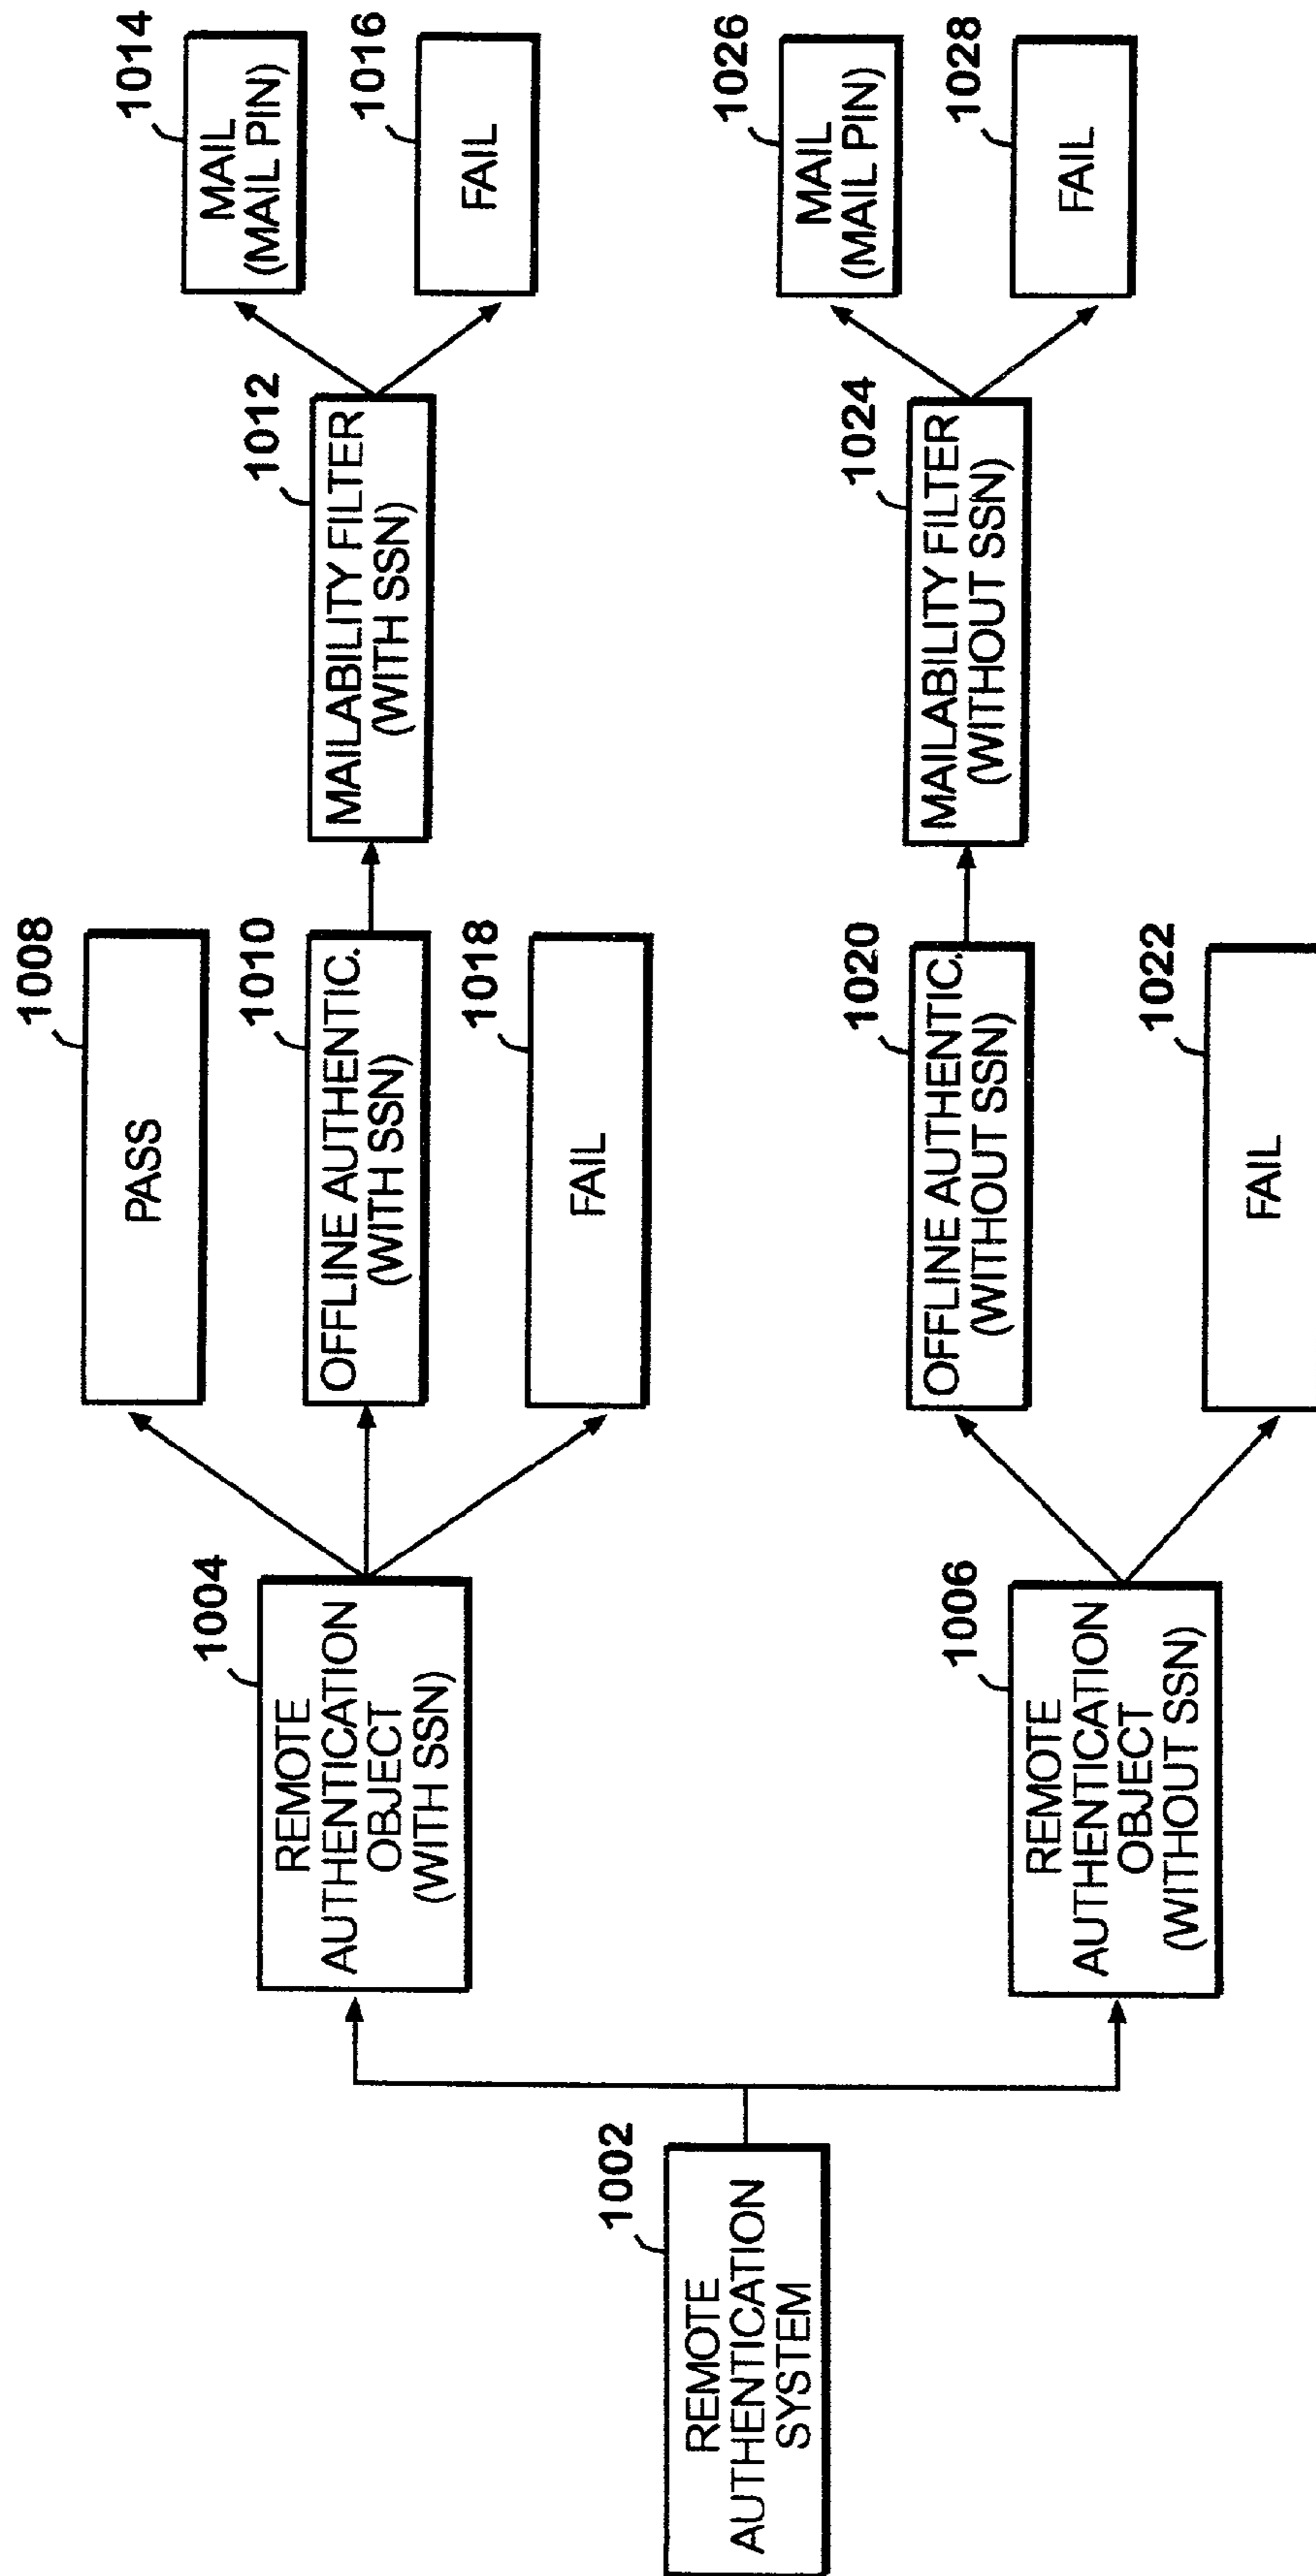 1002
REMOTE
AUTHENTICATION
SYSTEM
1004
REMOTE
AUTHENTICATION
OBJECT
(WITH SSN)
1006
REMOTE
AUTHENTICATION
OBJECT
(WITHOUT SSN)
1008
PASS
1010
OFFLINE AUTHENTIC.
(WITH SSN)
1018
FAIL
1020
OFFLINE AUTHENTIC.
(WITHOUT SSN)
1022
FAIL
1012
MAILABILITY FILTER
(WITH SSN)
1024
MAILABILITY FILTER
(WITHOUT SSN)
1014
MAIL
(MAIL PIN)
1016
FAIL
1026
MAIL
(MAIL PIN)
1028
FAIL